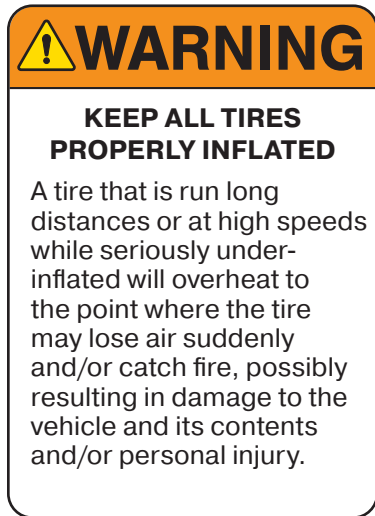 WARNING
KEEP ALL TIRES
PROPERLY INFLATED
A tire that is run long
distances or at high speeds
while seriously under-
inflated will overheat to
the point where the tire
may lose air suddenly
and/or catch fire, possibly
resulting in damage to the
vehicle and its contents
and/or personal injury.